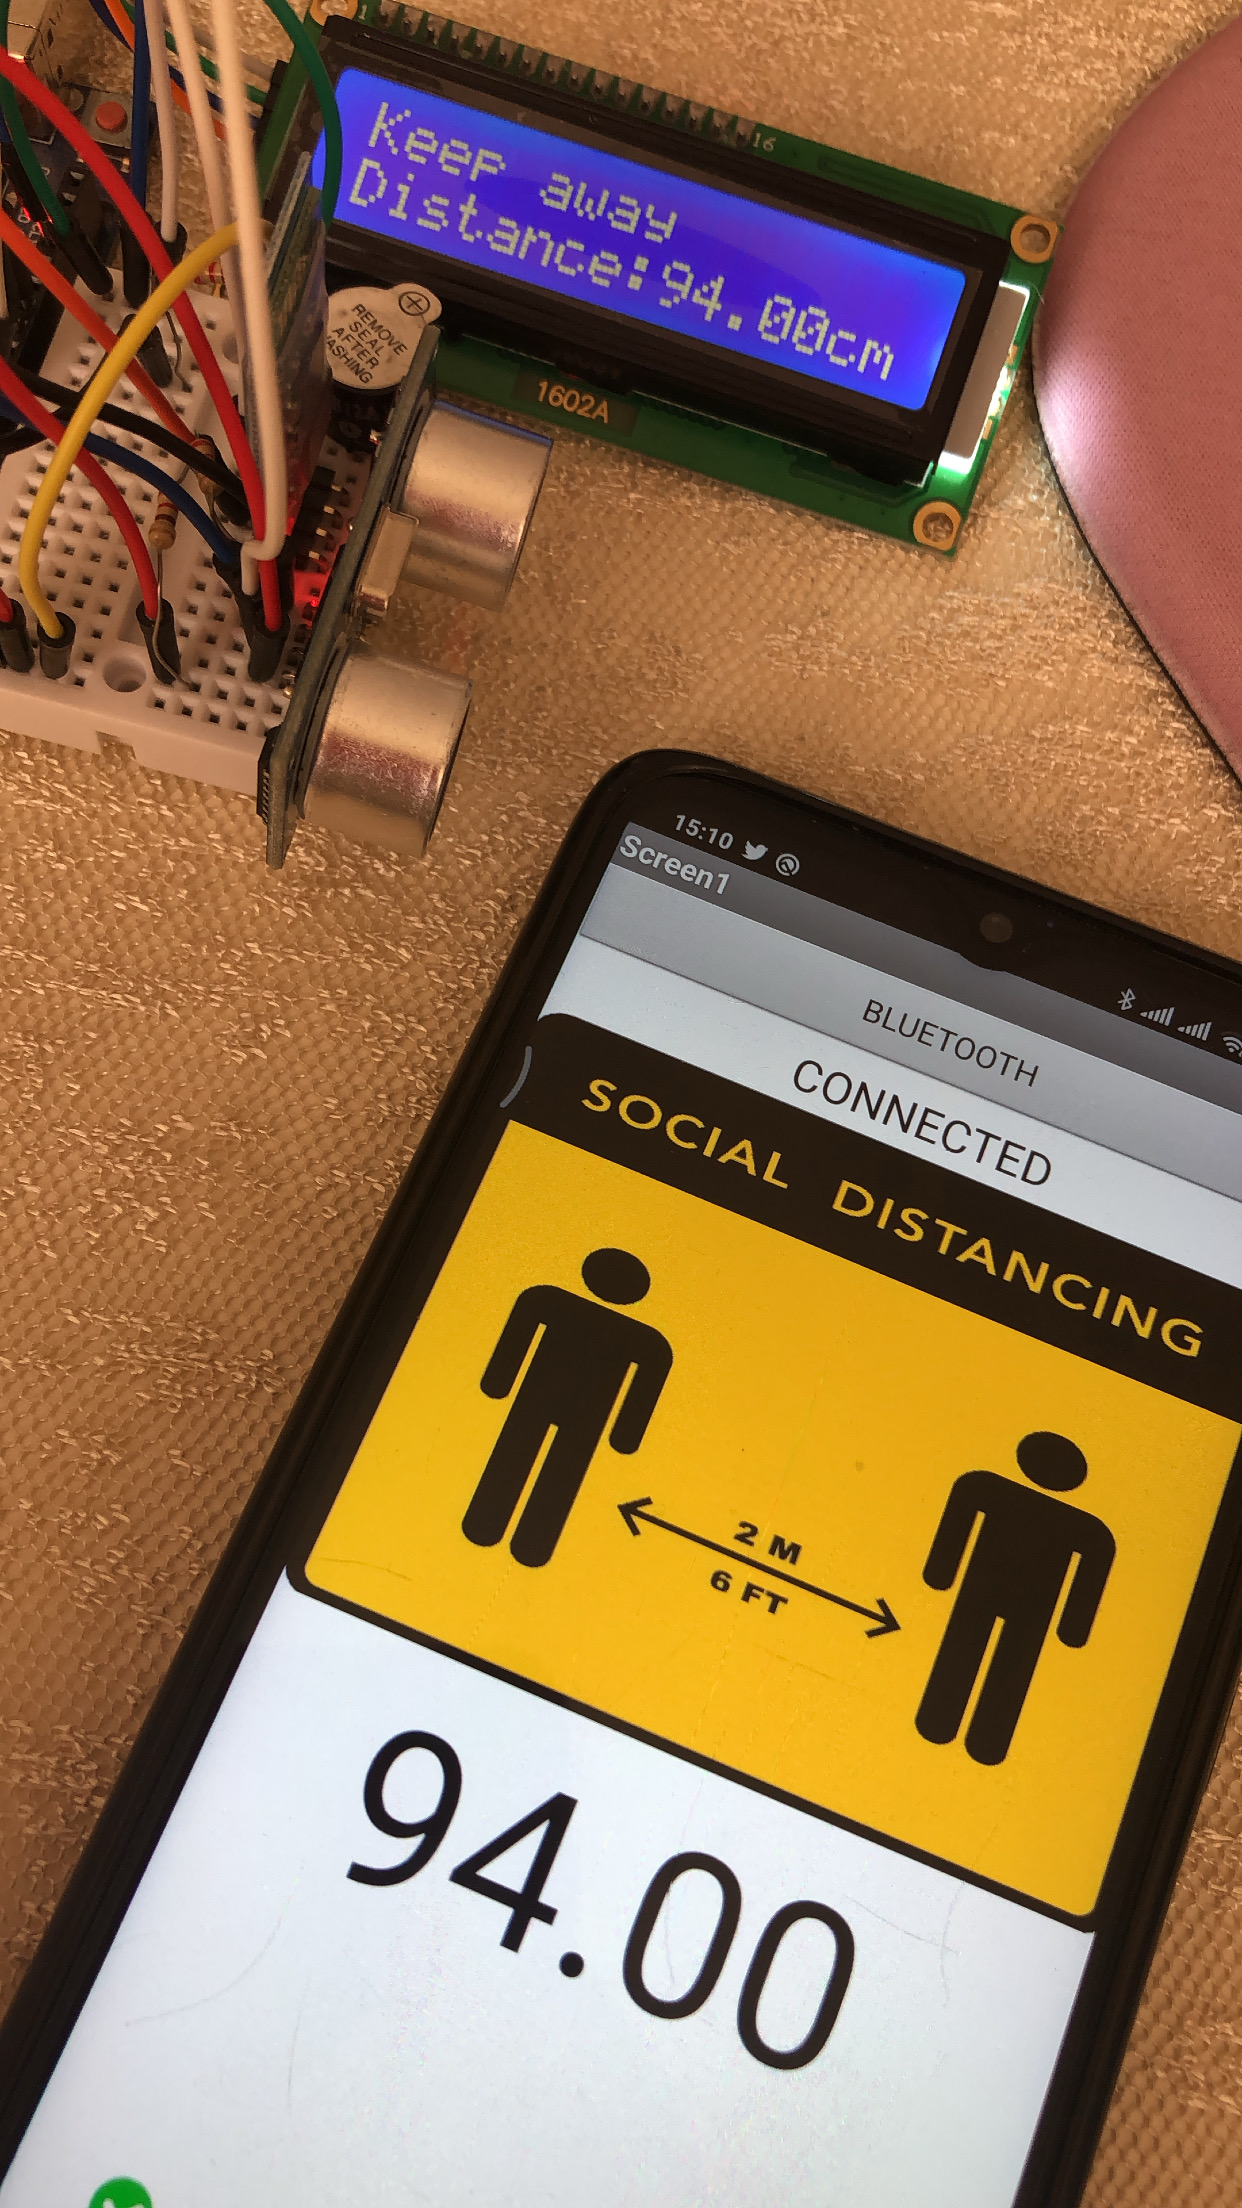 1
16
Keep away
Distance:94.00cm
REMOVE
SEAL
AFTER
WASHING
1602A
15:10
Screen1
BLUETOOTH
CONNECTED
SOCIAL DISTANCING
2 M
6 FT
94.00